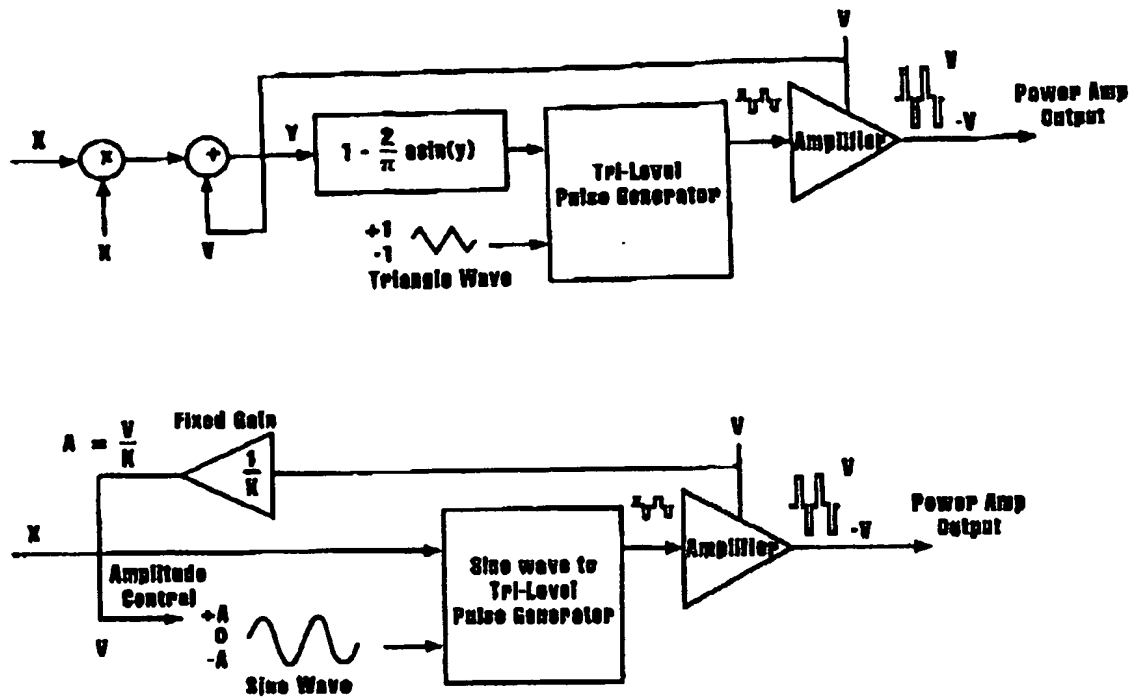 V
V
-V
Power Amp
Output
X
x
+
Y
1 - 2/π asin(y)
Amplifier
Tri-Level
Pulse Generator
X
V
+1
-1
Triangle Wave
Fixed Gain
A = V/K
1/K
V
V
-V
Power Amp
Output
X
Amplifier
Amplitude
Control
Sine wave to
Tri-Level
Pulse Generator
V
+A
0
-A
Sine Wave